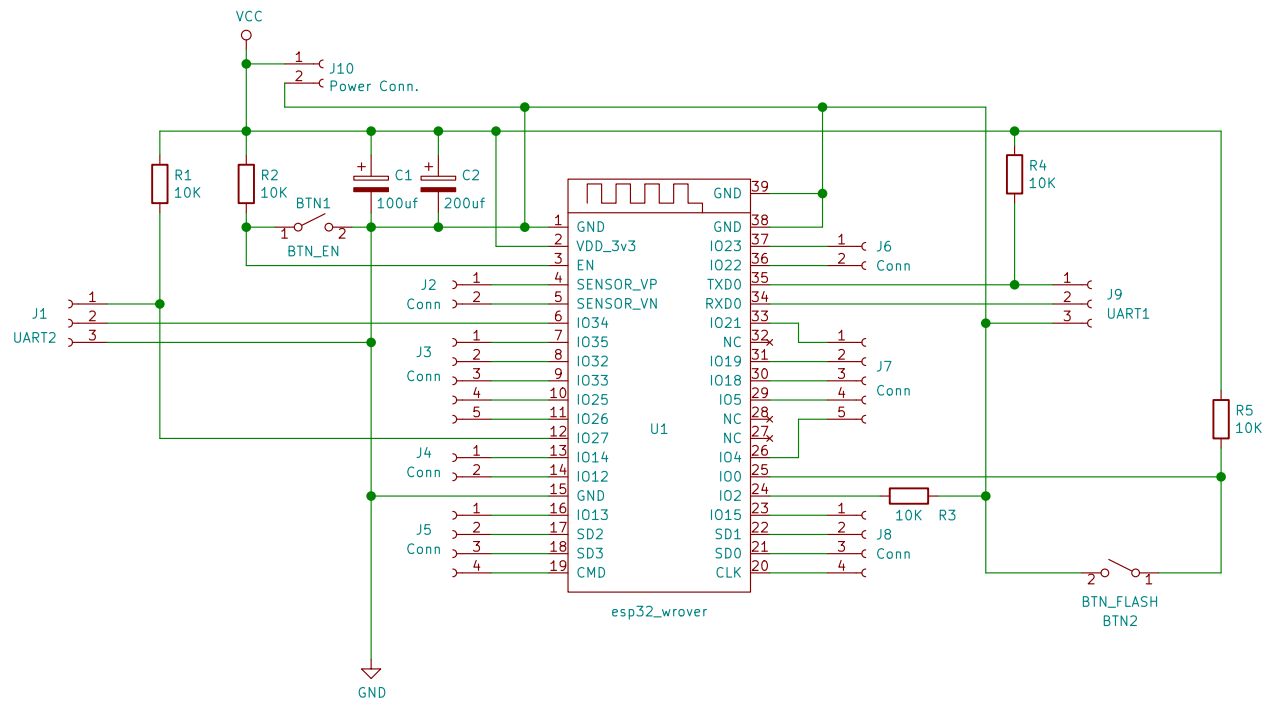 VCC
1
2
J10
Power Conn.
R1
10K
R2
10K
+
C1
100uf
+
C2
200uf
BTN1
1
2
BTN_EN
R4
10K
J1
UART2
1
2
3
J2
Conn
1
2
J3
Conn
1
2
3
4
5
J4
Conn
1
2
J5
Conn
1
2
3
4
1 GND
2 VDD_3v3
3 EN
4 SENSOR_VP
5 SENSOR_VN
6 IO34
7 IO35
8 IO32
9 IO33
10 IO25
11 IO26
12 IO27
13 IO14
14 IO12
15 GND
16 IO13
17 SD2
18 SD3
19 CMD
U1
GND 39
GND 38
IO23 37
IO22 36
TXD0 35
RXD0 34
IO21 33
NC 32
IO19 31
IO18 30
IO5 29
NC 28
NC 27
IO4 26
IO0 25
IO2 24
IO15 23
SD1 22
SD0 21
CLK 20
esp32_wrover
1
2
J6
Conn
1
2
3
4
5
J7
Conn
1
2
3
J9
UART1
R5
10K
10K R3
1
2
3
4
J8
Conn
2
1
BTN_FLASH
BTN2
GND